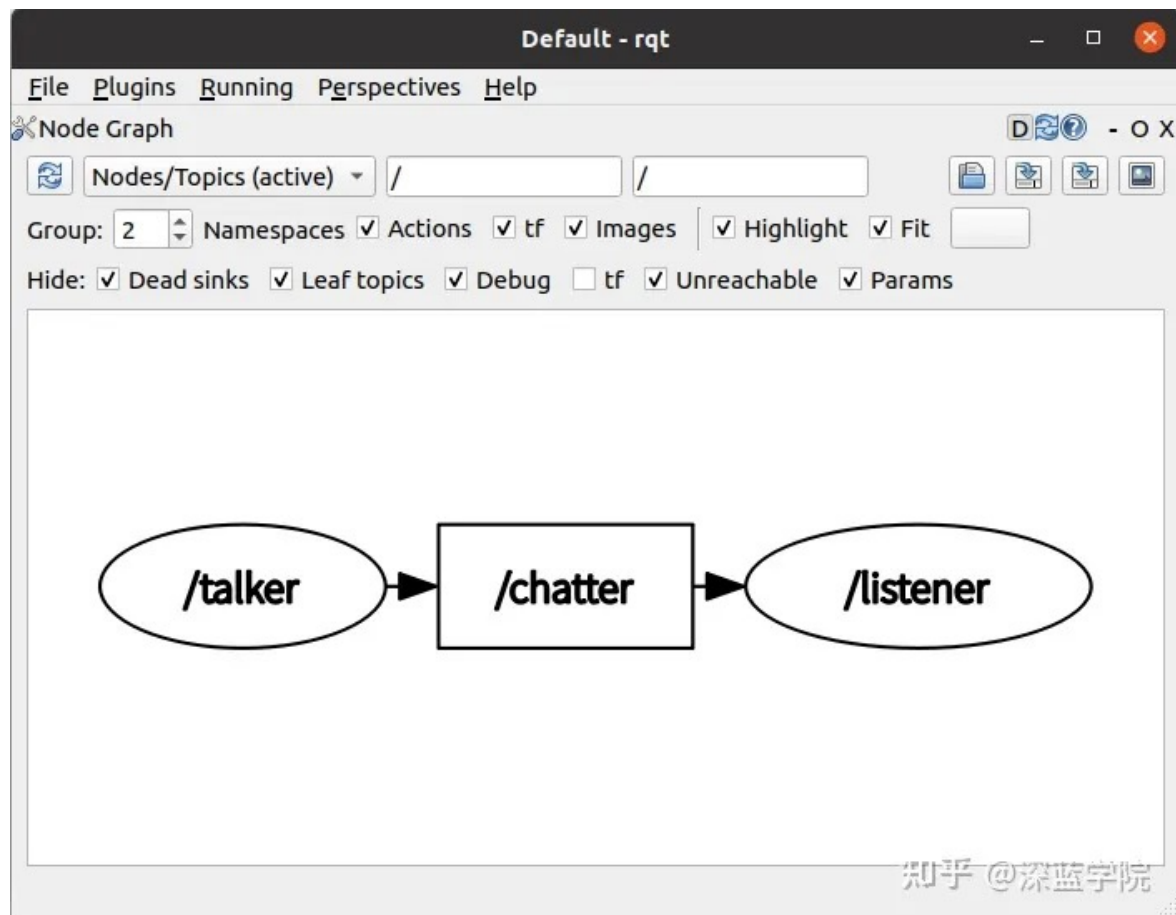 Default - rqt
File Plugins Running Perspectives Help
Node Graph D - O X
Nodes/Topics (active) / /
Group: 2 Namespaces Actions tf Images Highlight Fit
Hide: Dead sinks Leaf topics Debug tf Unreachable Params
/talker /chatter /listener
知乎 @深蓝学院